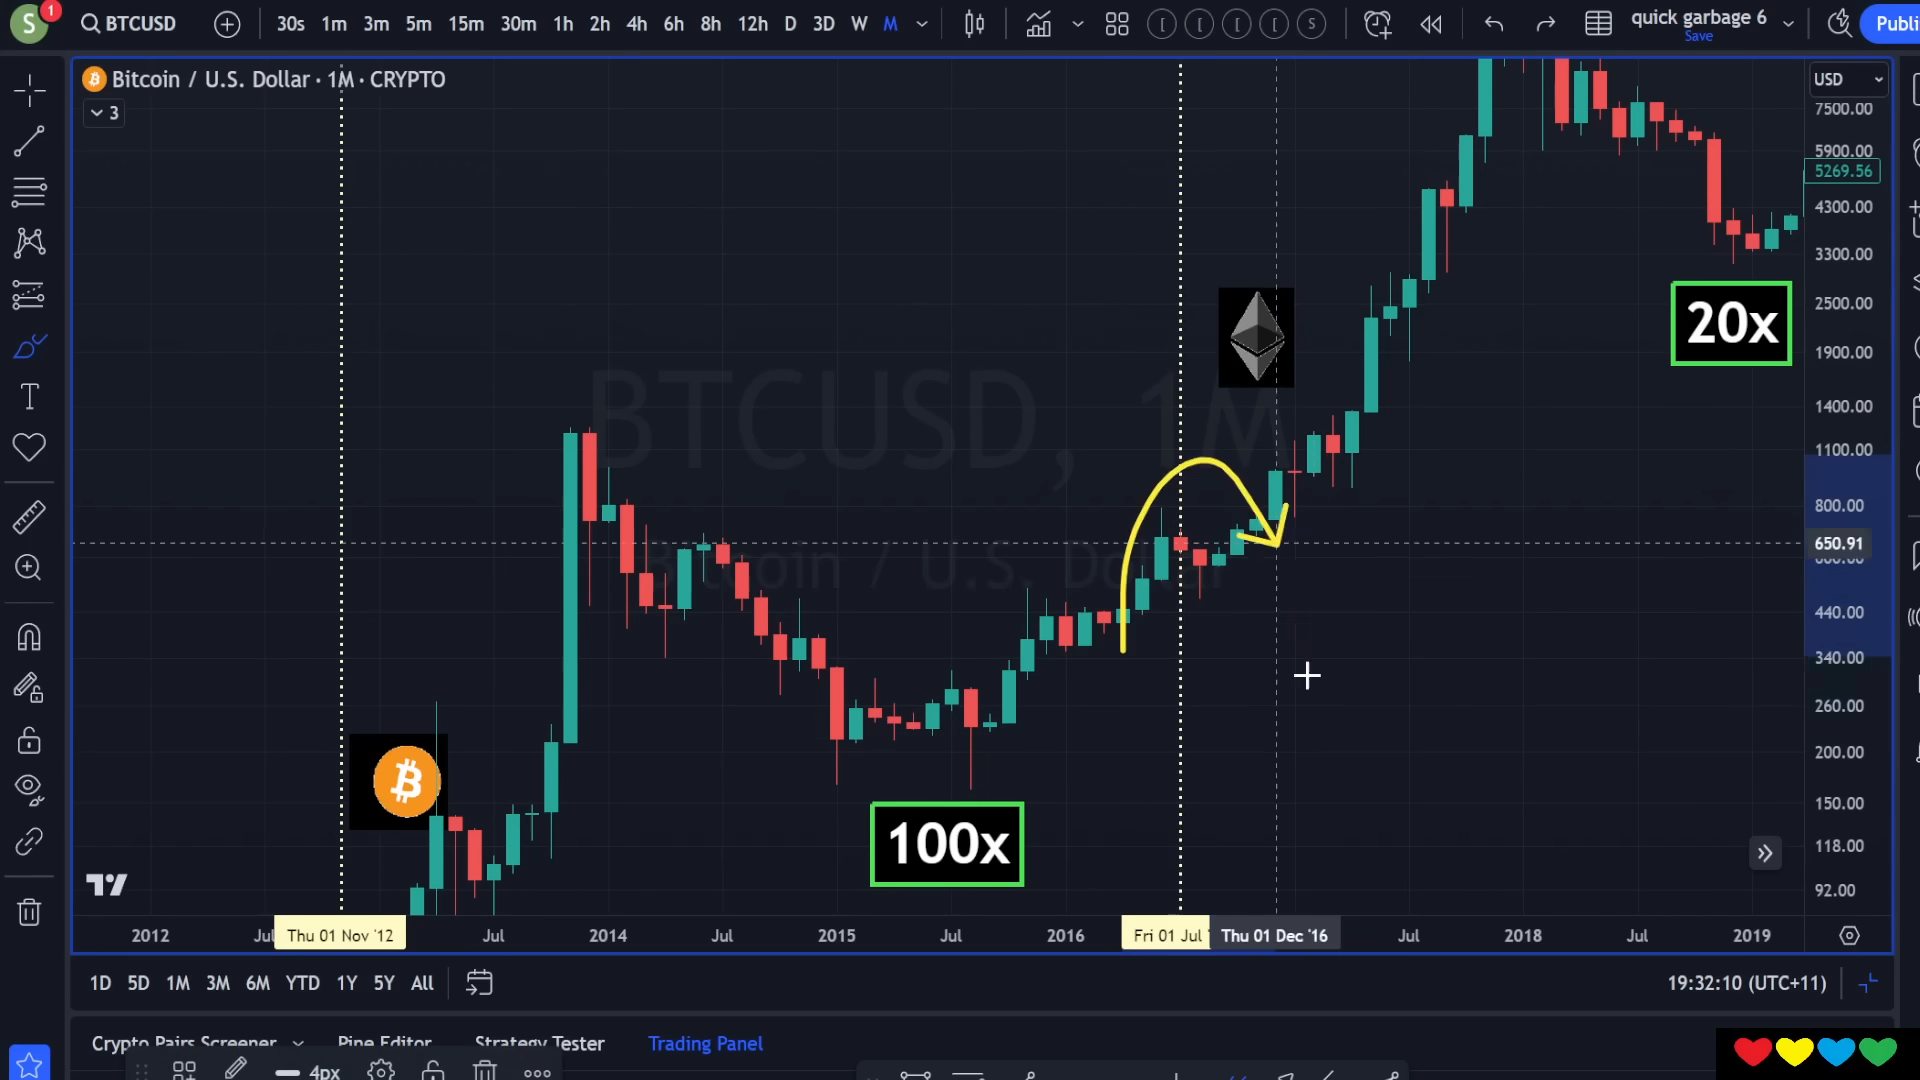 S 1 BTCUSD 30s 1m 3m 5m 15m 30m 1h 2h 4h 6h 8h 12h D 3D W M [ [ [ [ S quick garbage 6 Publi
Save
Bitcoin / U.S. Dollar · 1M · CRYPTO
USD
3
7500.00
5900.00
5269.56
4300.00
3300.00
2500.00
20x
1900.00
BTCUSD, 1M
1400.00
1100.00
800.00
650.91
Bitcoin / U.S. Dollar
600.00
440.00
340.00
260.00
200.00
150.00
100x
118.00
92.00
2012 Jul Thu 01 Nov '12 Jul 2014 Jul 2015 Jul 2016 Fri 01 Jul ' Thu 01 Dec '16 Jul 2018 Jul 2019
1D 5D 1M 3M 6M YTD 1Y 5Y All
19:32:10 (UTC+11)
Crypto Pairs Screener Pine Editor Strategy Tester Trading Panel
4px